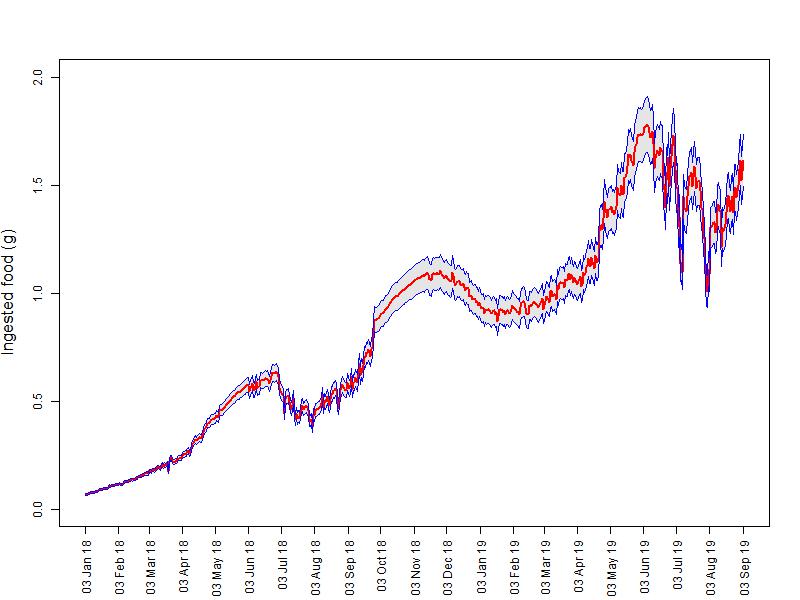 Ingested food (g)
2.0
1.5
1.0
0.5
0.0
03 Jan 18
03 Feb 18
03 Mar 18
03 Apr 18
03 May 18
03 Jun 18
03 Jul 18
03 Aug 18
03 Sep 18
03 Oct 18
03 Nov 18
03 Dec 18
03 Jan 19
03 Feb 19
03 Mar 19
03 Apr 19
03 May 19
03 Jun 19
03 Jul 19
03 Aug 19
03 Sep 19